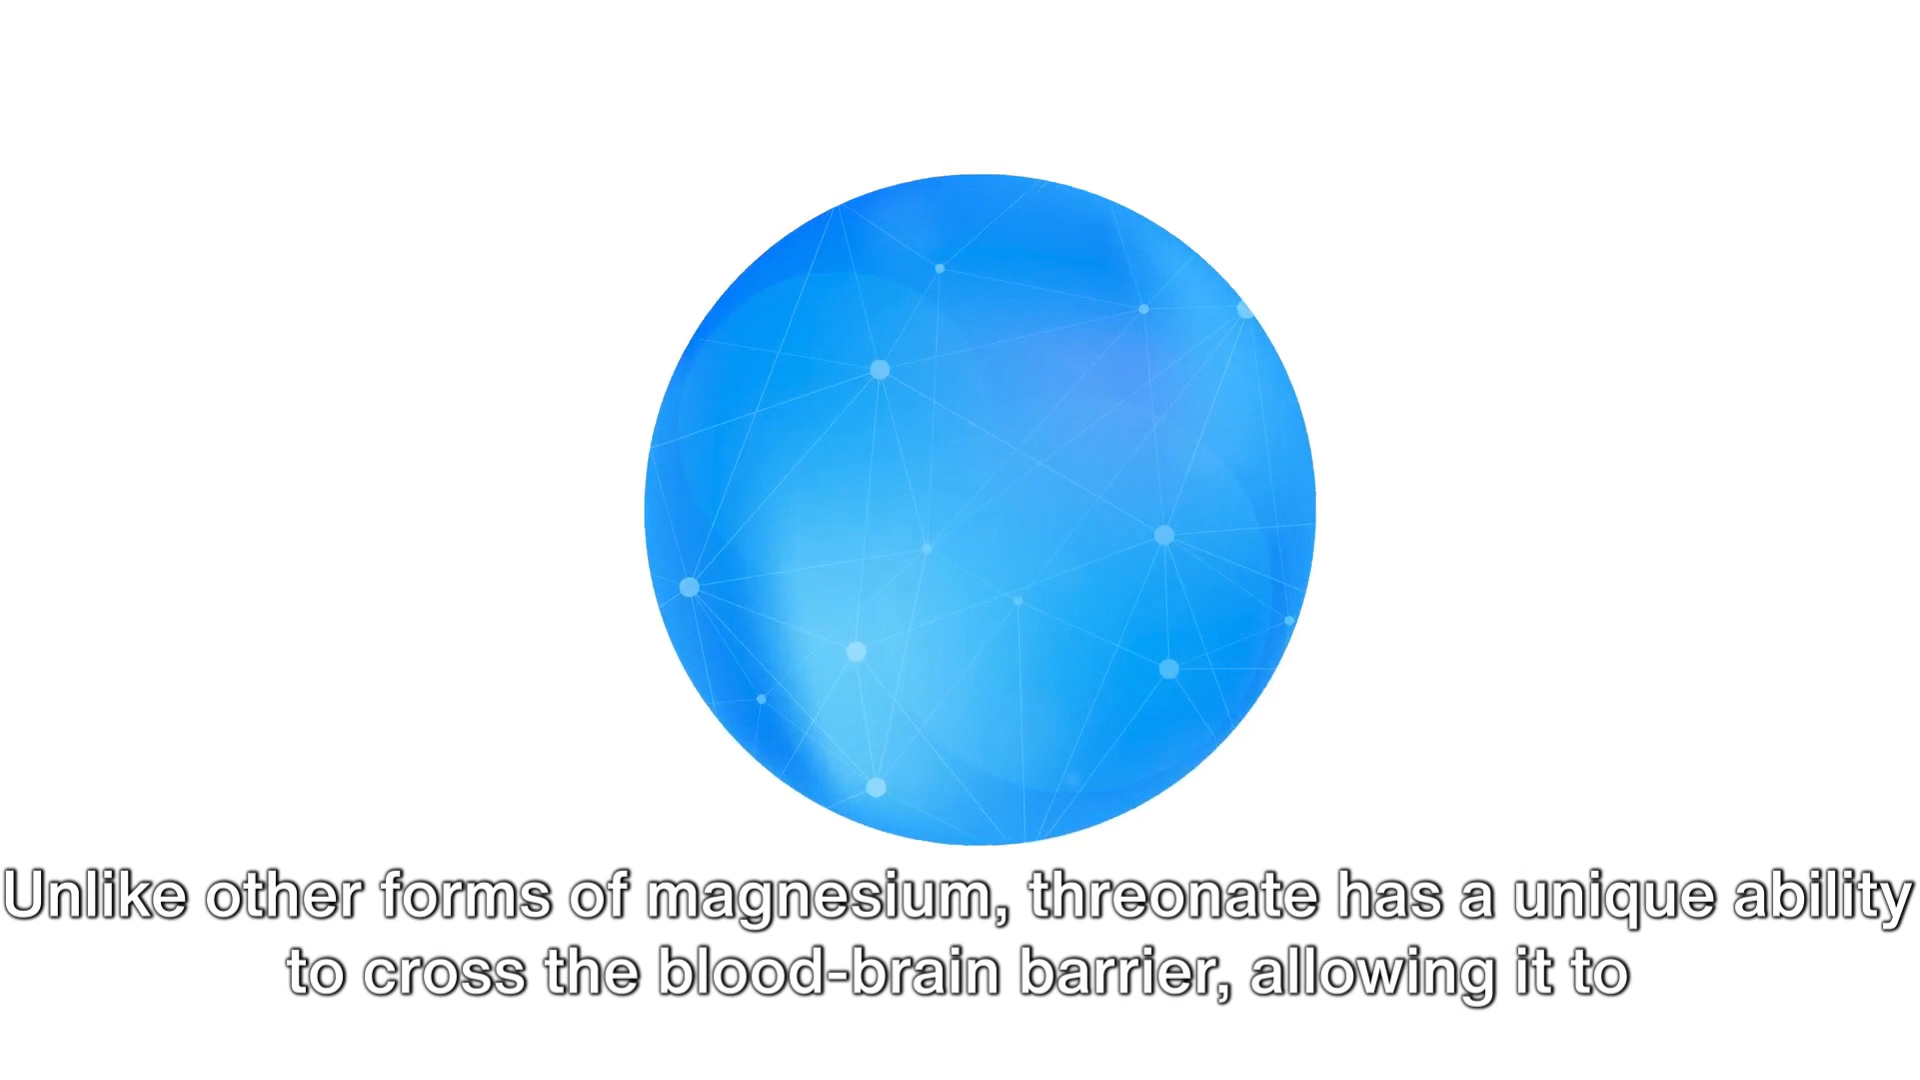 Unlike other forms of magnesium, threonate has a unique ability
to cross the blood-brain barrier, allowing it to